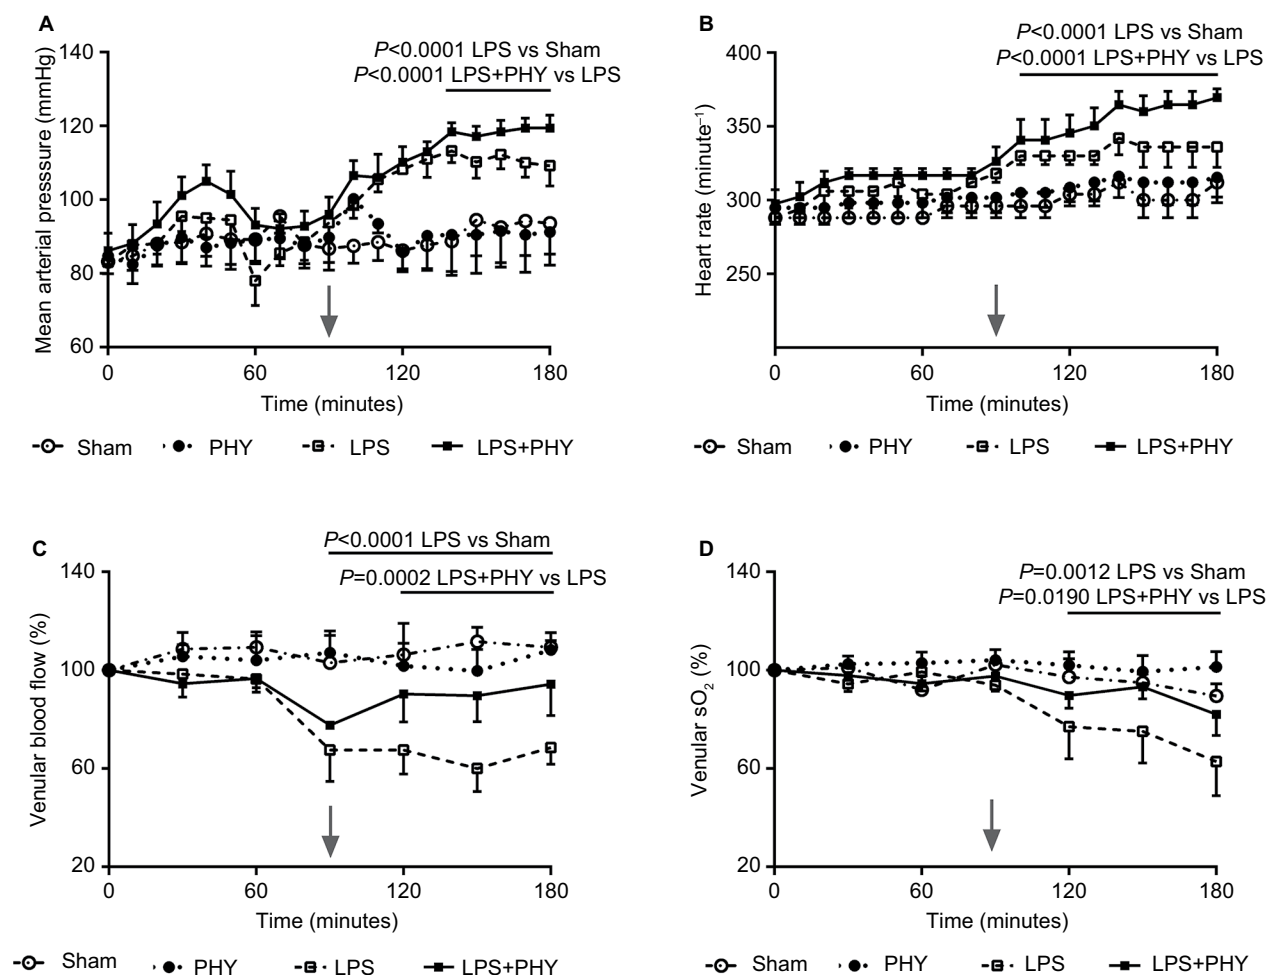 A
P<0.0001 LPS vs Sham
P<0.0001 LPS+PHY vs LPS
Mean arterial presssure (mmHg)
140
120
100
80
60
0 60 120 180
Time (minutes)
Sham PHY LPS LPS+PHY
B
P<0.0001 LPS vs Sham
P<0.0001 LPS+PHY vs LPS
Heart rate (minute⁻¹)
400
350
300
250
0 60 120 180
Time (minutes)
Sham PHY LPS LPS+PHY
C
P<0.0001 LPS vs Sham
P=0.0002 LPS+PHY vs LPS
Venular blood flow (%)
140
100
60
20
0 60 120 180
Time (minutes)
Sham PHY LPS LPS+PHY
D
P=0.0012 LPS vs Sham
P=0.0190 LPS+PHY vs LPS
Venular sO₂ (%)
140
100
60
20
0 60 120 180
Time (minutes)
Sham PHY LPS LPS+PHY